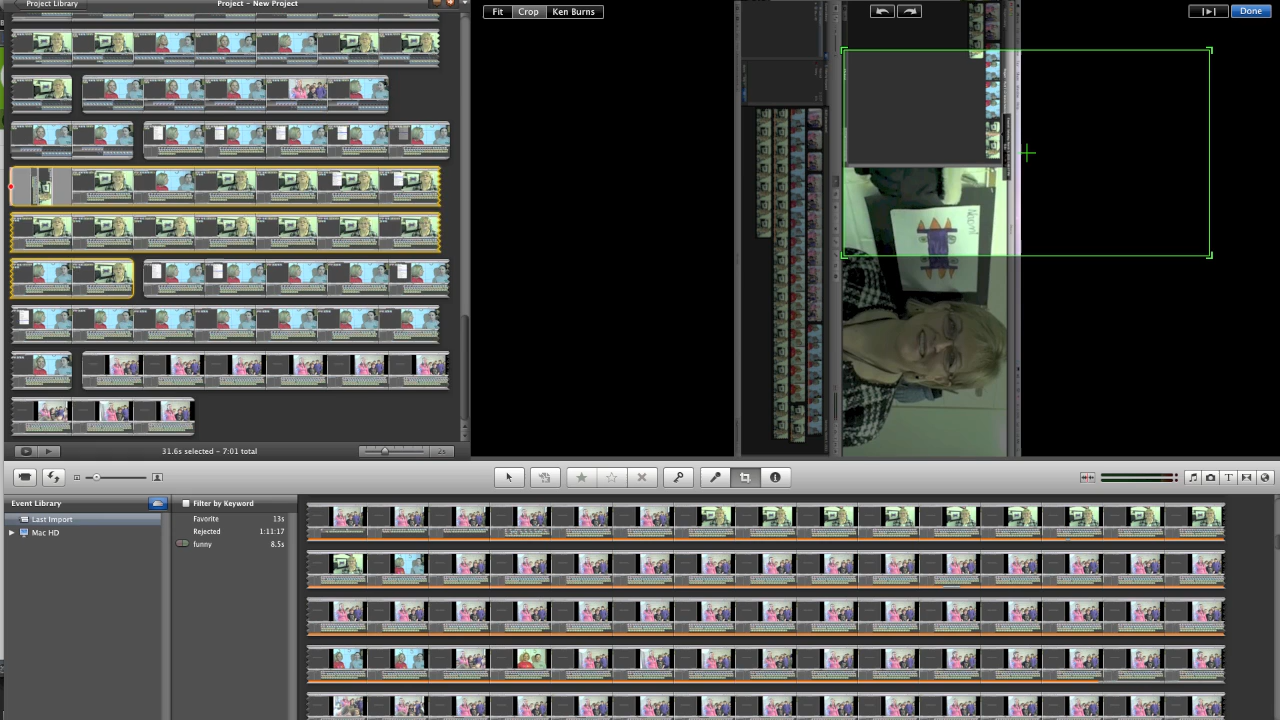 Project Library
Project - New Project
Fit
Crop
Ken Burns
Done
31.6s selected - 7:01 total
2s
Event Library
Last Import
Mac HD
Filter by Keyword
Favorite 13s
Rejected 1:11:17
funny 8.5s